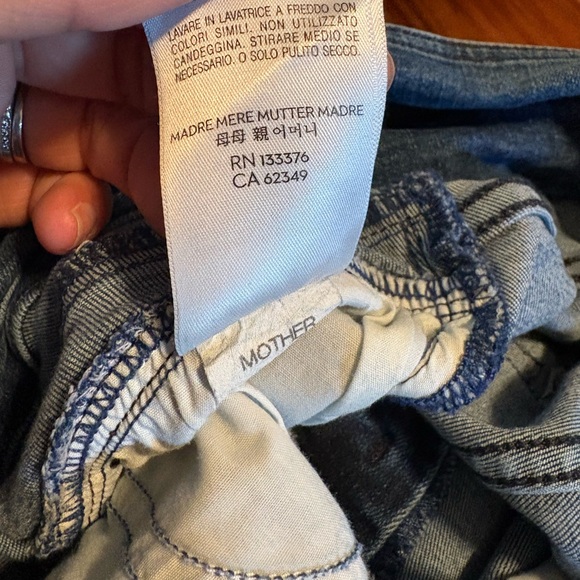 LAVARE IN LAVATRICE A FREDDO CON
COLORI SIMILI. NON UTILIZZATO
CANDEGGINA. STIRARE MEDIO SE
NECESSARIO. O SOLO PULITO SECCO.
MADRE MERE MUTTER MADRE
母母 親 어머니
RN 133376
CA 62349
MOTHER